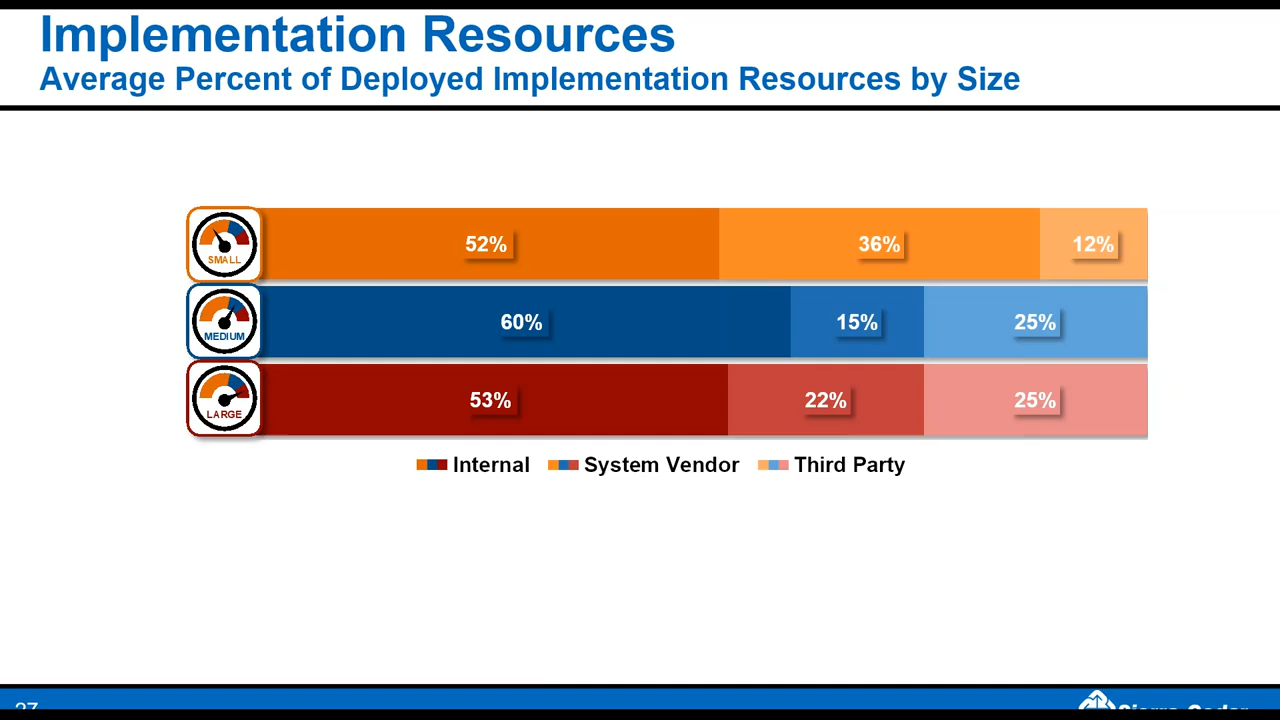 Implementation Resources
Average Percent of Deployed Implementation Resources by Size
SMALL 52% 36% 12%
MEDIUM 60% 15% 25%
LARGE 53% 22% 25%
Internal System Vendor Third Party
27